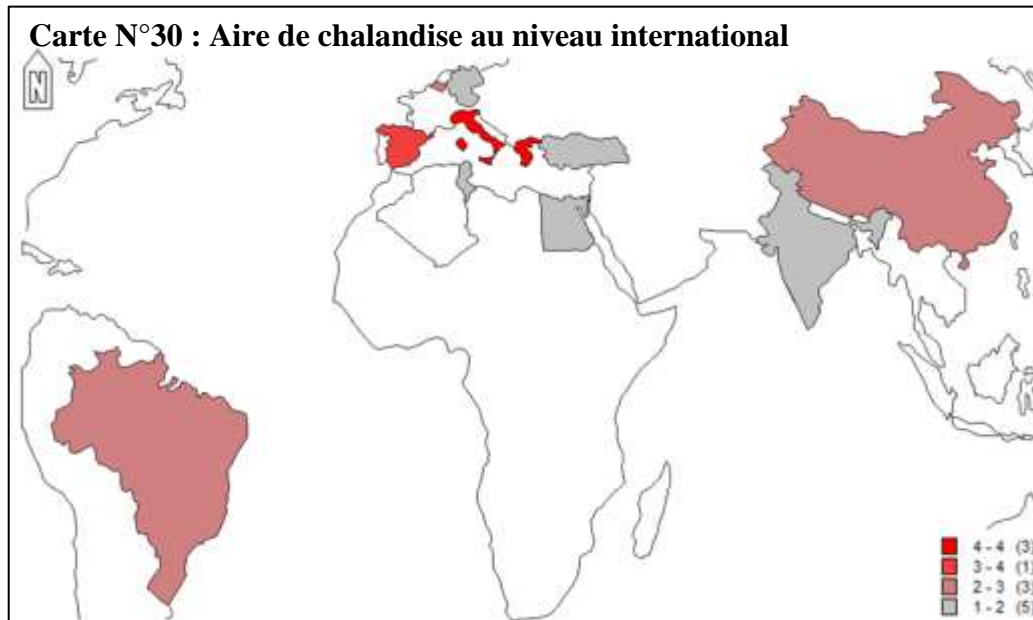 Carte N°30 : Aire de chalandise au niveau international
N
4 - 4 (3)
3 - 4 (1)
2 - 3 (3)
1 - 2 (5)